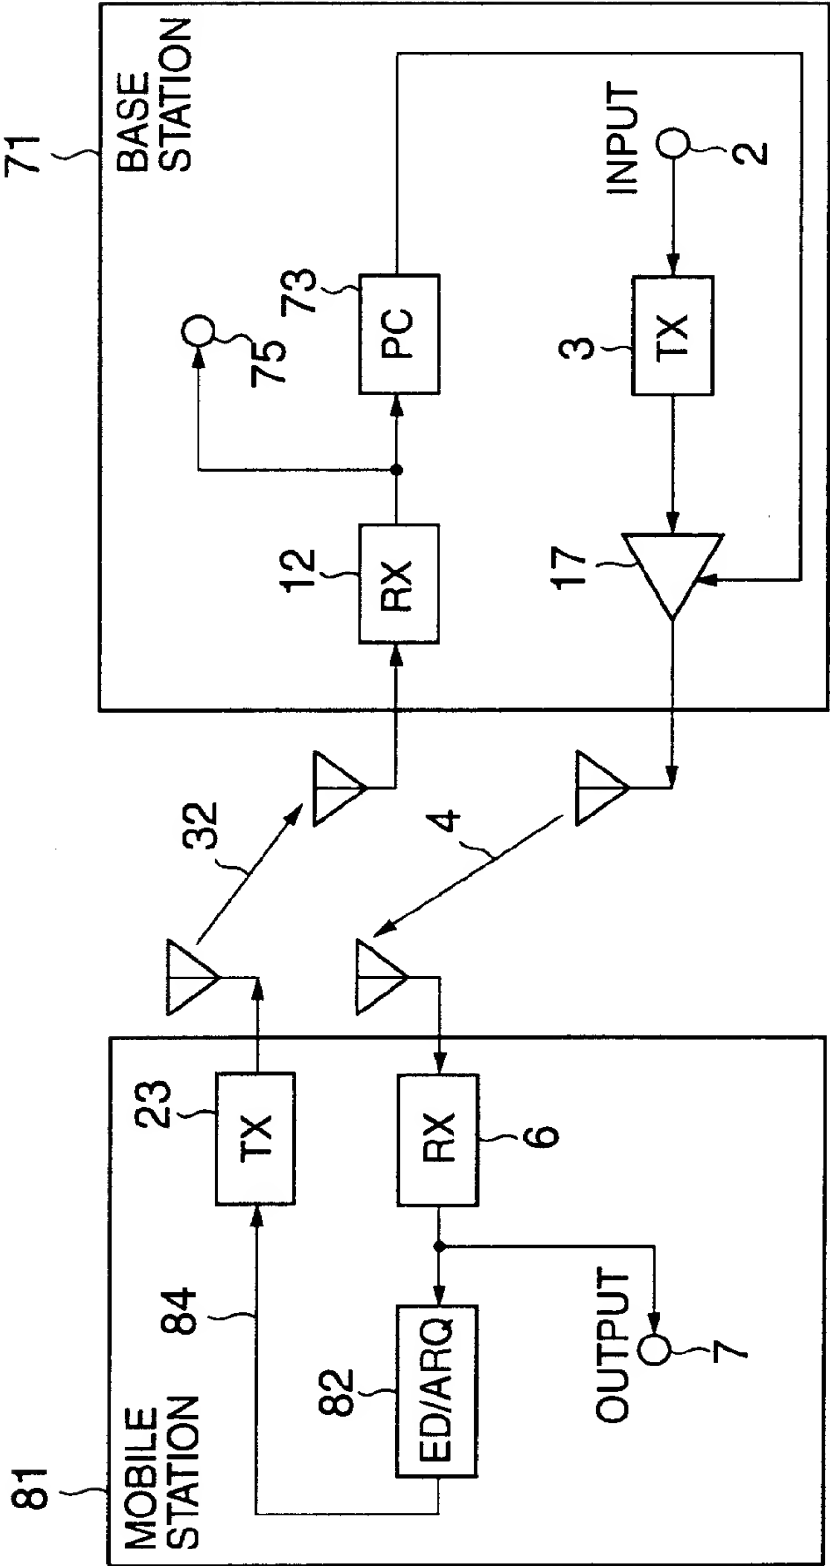 81
MOBILE
STATION
84
23
TX
82
ED/ARQ
RX
6
OUTPUT
7
32
4
71
BASE
STATION
12
RX
75
73
PC
17
3
TX
INPUT
2